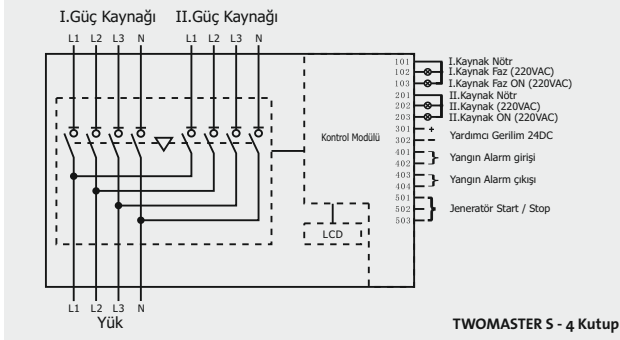 I.Güç Kaynağı II.Güç Kaynağı
L1 L2 L3 N L1 L2 L3 N
101 I.Kaynak Nötr
102 I.Kaynak Faz (220VAC)
103 I.Kaynak Faz ON (220VAC)
201 II.Kaynak Nötr
202 II.Kaynak (220VAC)
203 II.Kaynak ON (220VAC)
301 + Yardımcı Gerilim 24DC
302 −
401 Yangın Alarm girişi
402
403 Yangın Alarm çıkışı
404
501 Jeneratör Start / Stop
502
503
Kontrol Modülü
LCD
L1 L2 L3 N
Yük
TWOMASTER S - 4 Kutup